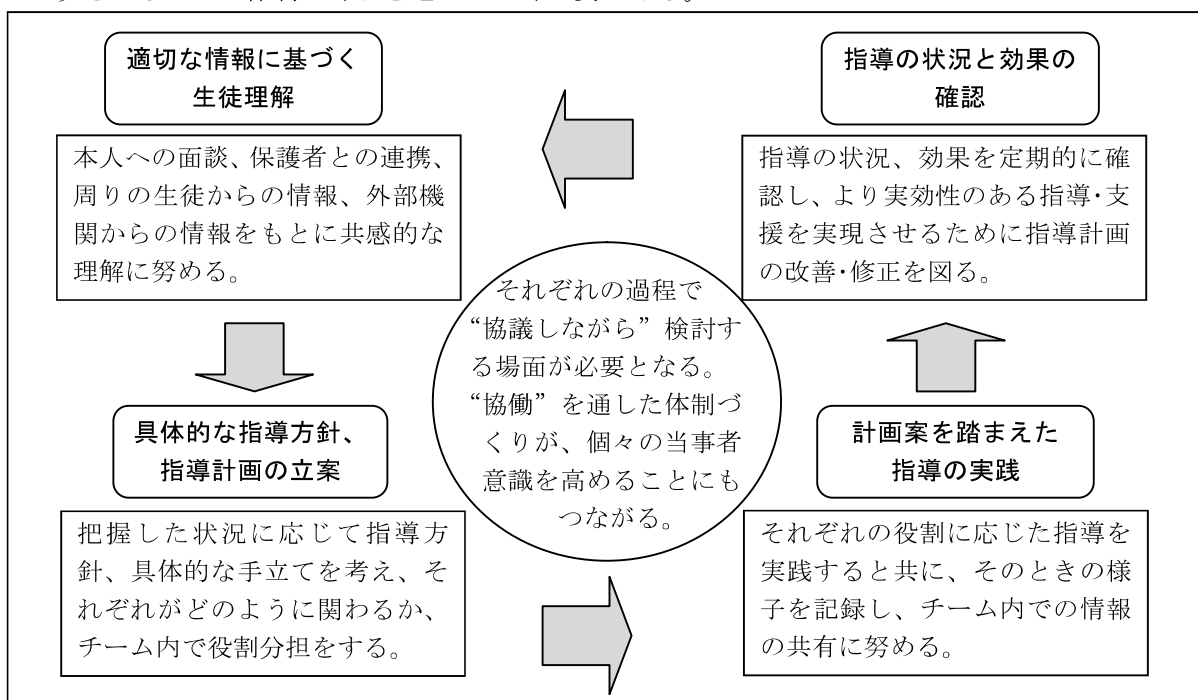 適切な情報に基づく
生徒理解
本人への面談、保護者との連携、
周りの生徒からの情報、外部機
関からの情報をもとに共感的な
理解に努める。
具体的な指導方針、
指導計画の立案
把握した状況に応じて指導方
針、具体的な手立てを考え、そ
れぞれがどのように関わるか、
チーム内で役割分担をする。
それぞれの過程で
“協議しながら”検討す
る場面が必要となる。
“協働”を通した体制づ
くりが、個々の当事者
意識を高めることにも
つながる。
計画案を踏まえた
指導の実践
それぞれの役割に応じた指導を
実践すると共に、そのときの様
子を記録し、チーム内での情報
の共有に努める。
指導の状況と効果の
確認
指導の状況、効果を定期的に確
認し、より実効性のある指導・支
援を実現させるために指導計画
の改善・修正を図る。